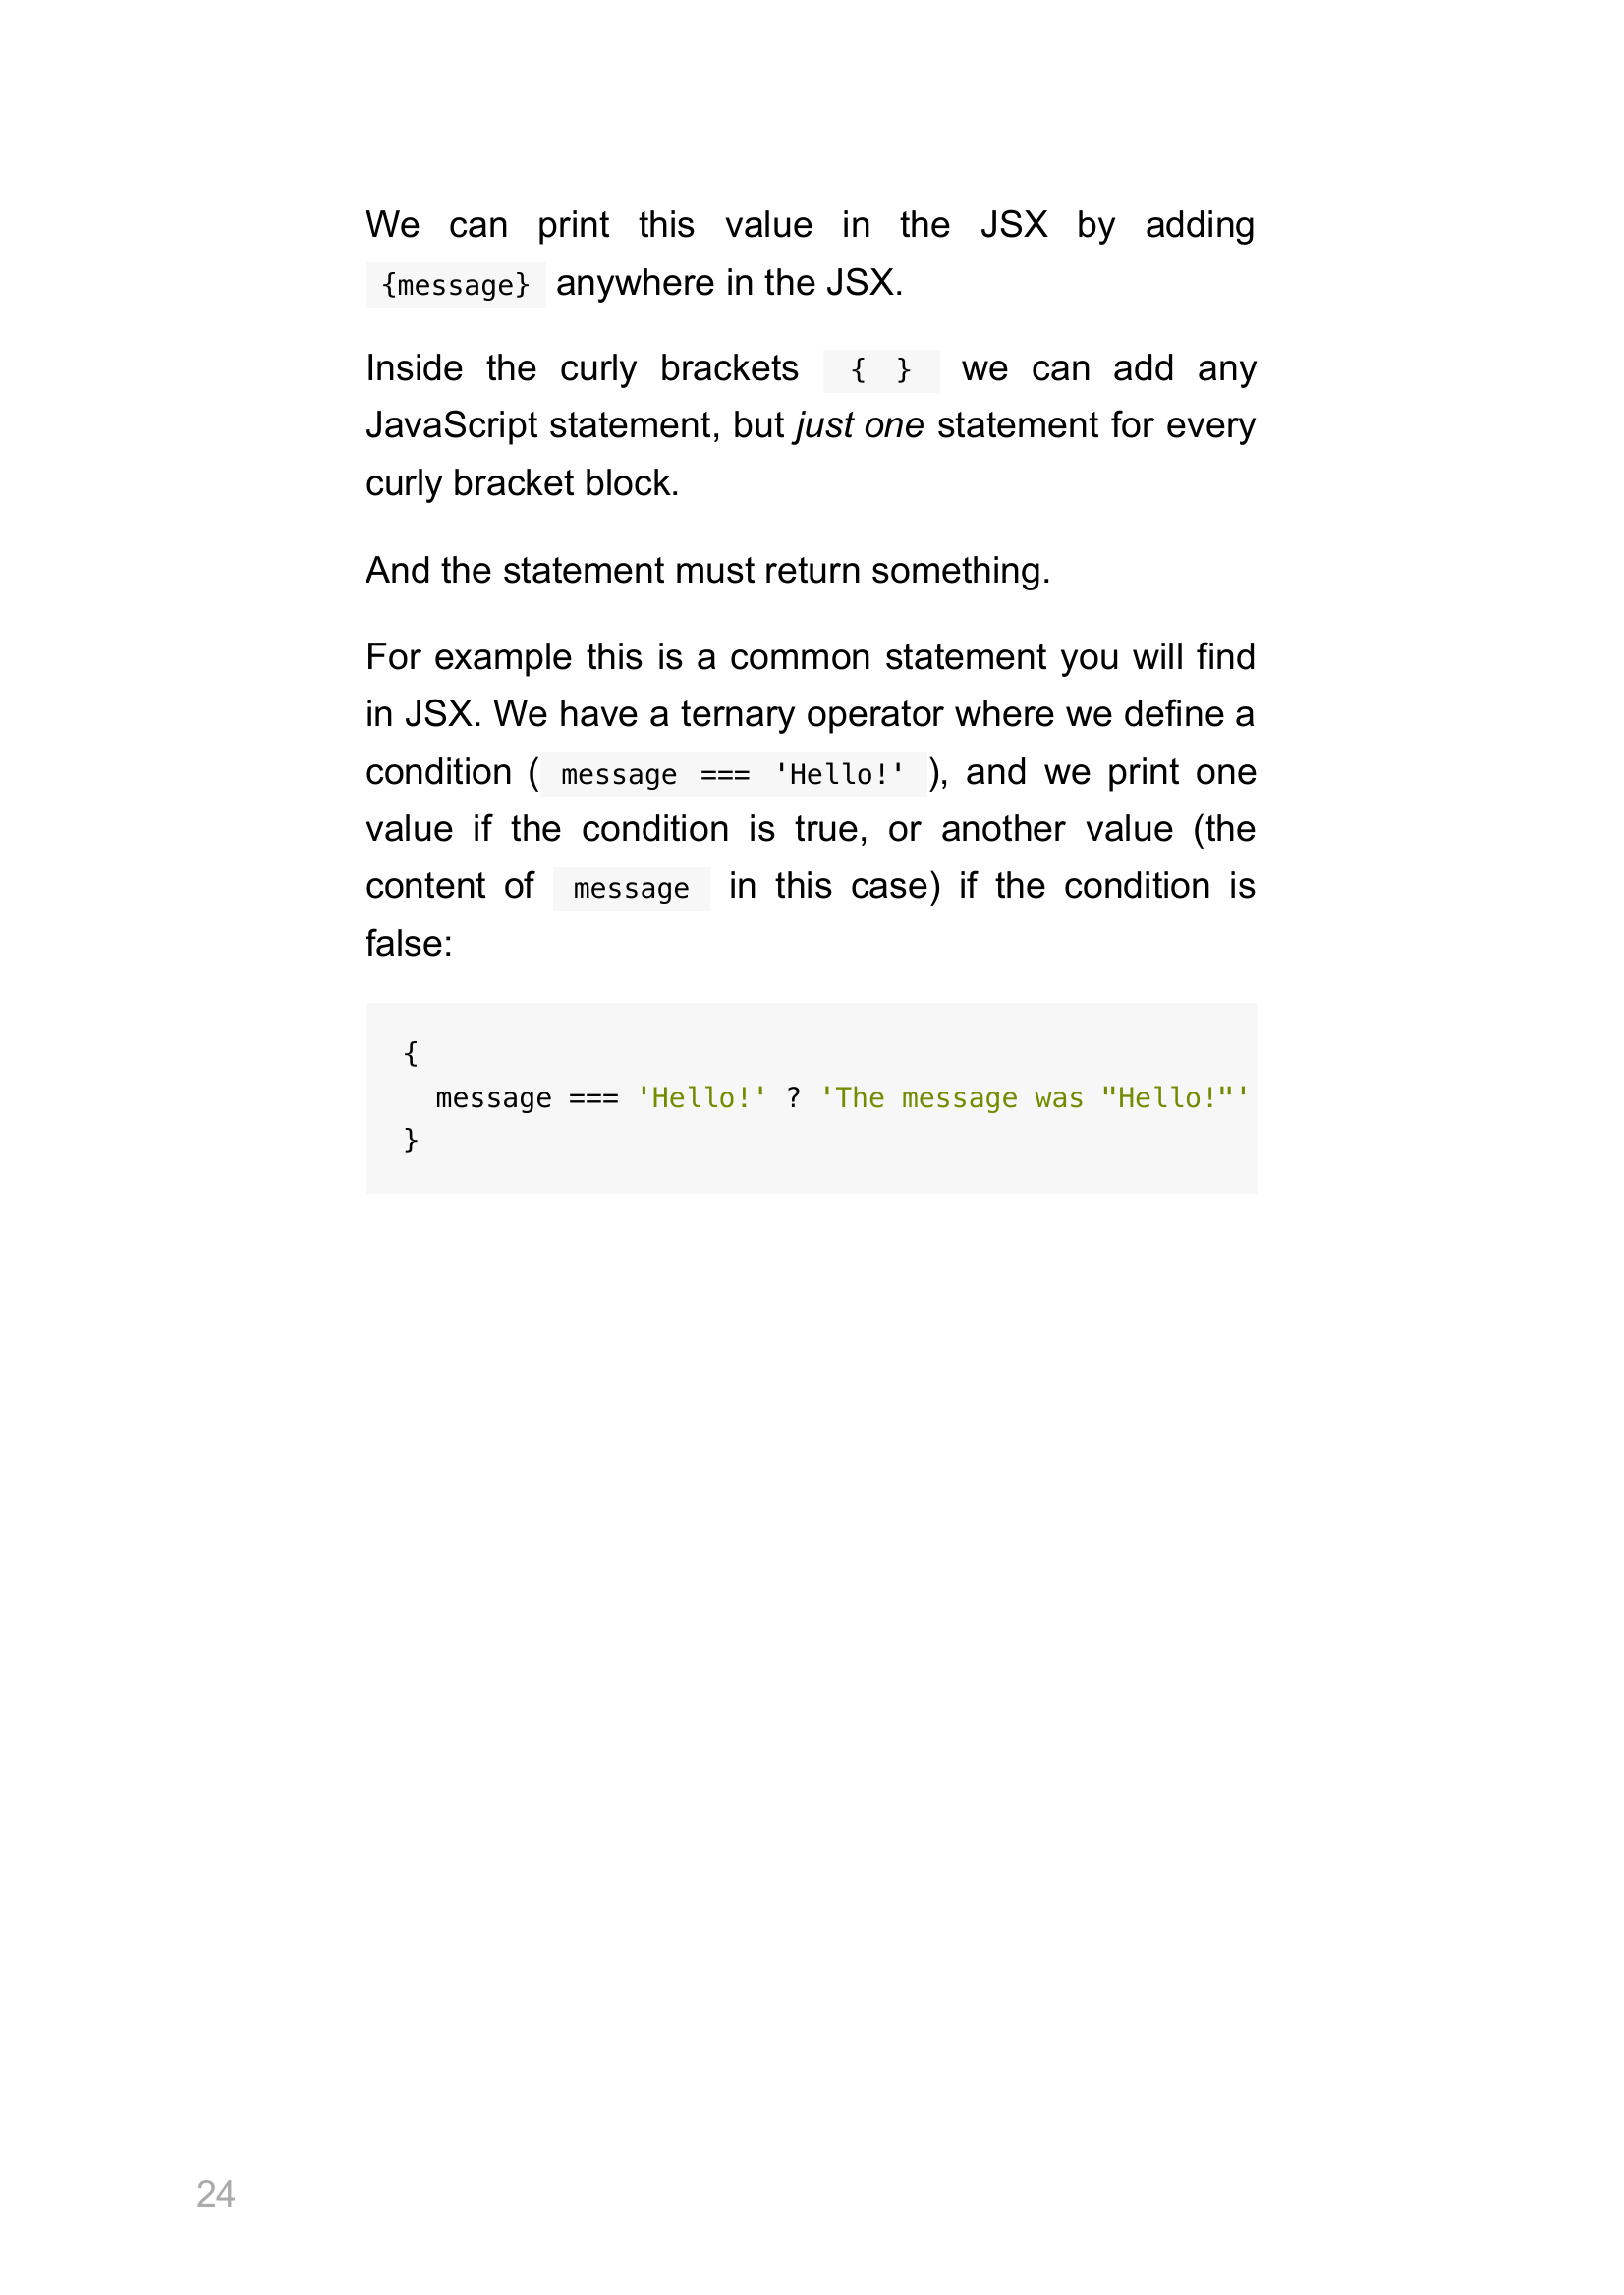 We can print this value in the JSX by adding
{message} anywhere in the JSX.
Inside the curly brackets { } we can add any
JavaScript statement, but just one statement for every
curly bracket block.
And the statement must return something.
For example this is a common statement you will find
in JSX. We have a ternary operator where we define a
condition ( message === 'Hello!' ), and we print one
value if the condition is true, or another value (the
content of message in this case) if the condition is
false:
{
  message === 'Hello!' ? 'The message was "Hello!"'
}
24